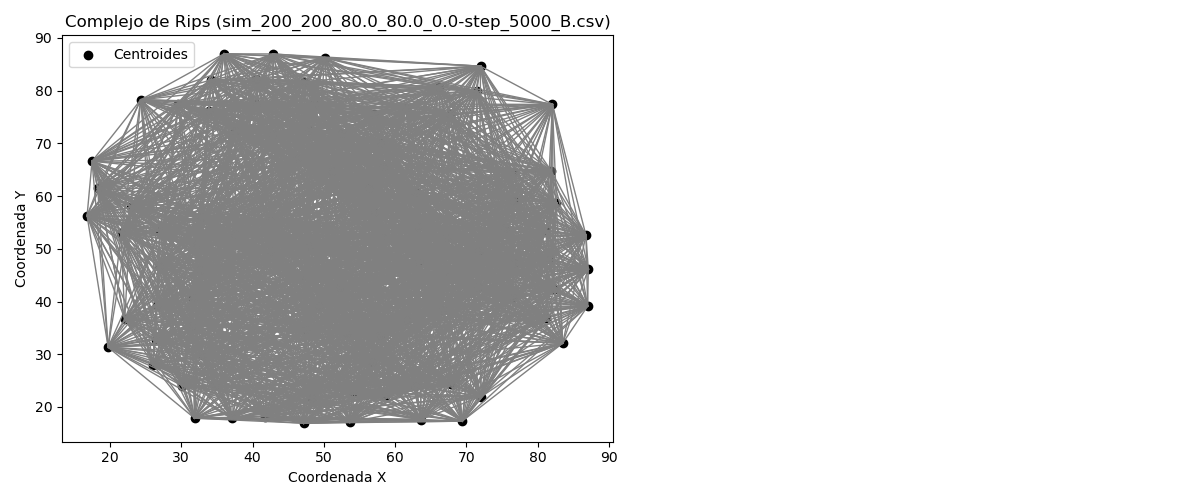 Complejo de Rips (sim_200_200_80.0_80.0_0.0-step_5000_B.csv)
Centroides
90
80
70
60
50
40
30
20
Coordenada Y
20 30 40 50 60 70 80 90
Coordenada X